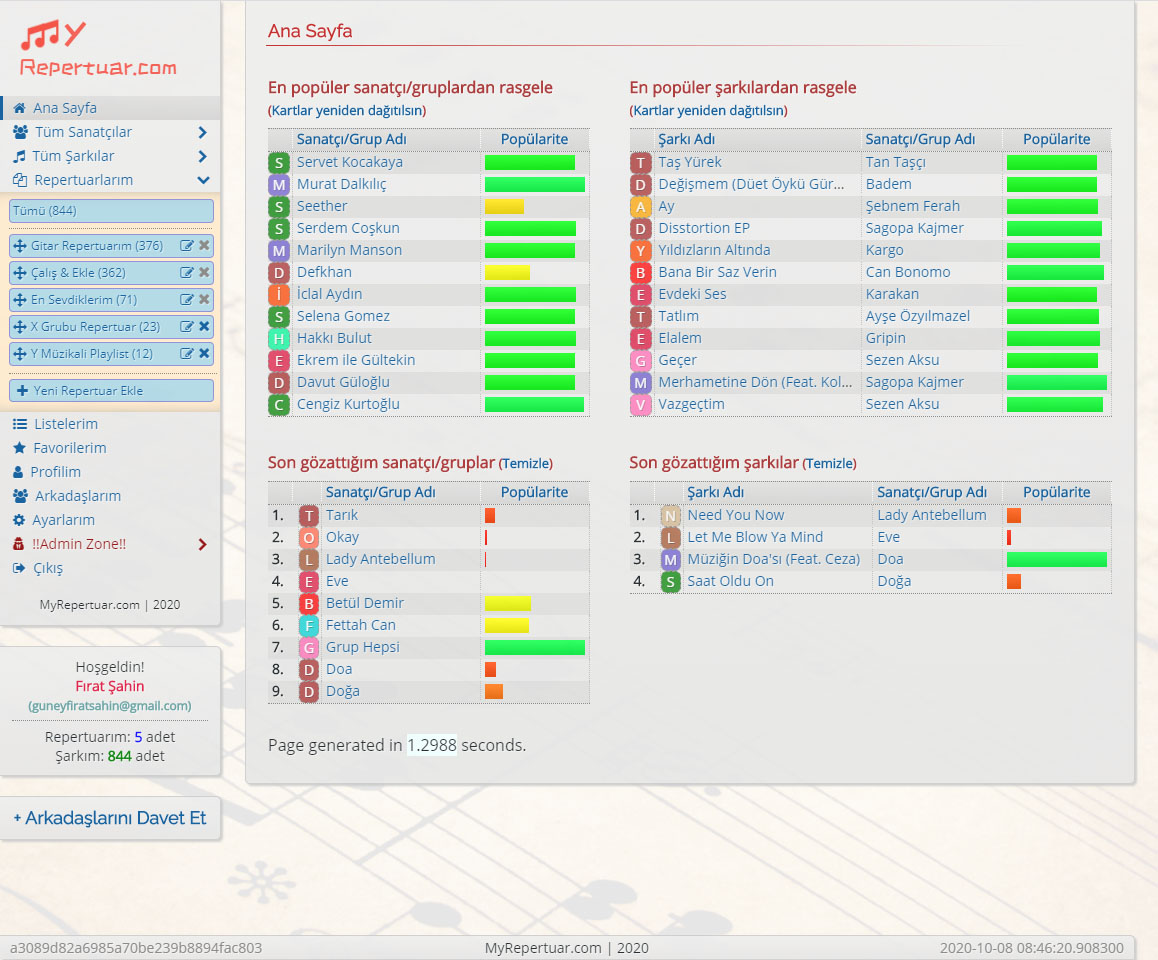 My
Repertuar.com
Ana Sayfa
Tüm Sanatçılar
Tüm Şarkılar
Repertuarlarım
Tümü (844)
Gitar Repertuarım (376)
Çalış & Ekle (362)
En Sevdiklerim (71)
X Grubu Repertuar (23)
Y Müzikali Playlist (12)
Yeni Repertuar Ekle
Listelerim
Favorilerim
Profilim
Arkadaşlarım
Ayarlarım
!!Admin Zone!!
Çıkış
MyRepertuar.com | 2020
Hoşgeldin!
Fırat Şahin
(guneyfiratsahin@gmail.com)
Repertuarım: 5 adet
Şarkım: 844 adet
+ Arkadaşlarını Davet Et
Ana Sayfa
En popüler sanatçı/gruplardan rasgele
(Kartlar yeniden dağıtılsın)
Sanatçı/Grup Adı Popülarite
S Servet Kocakaya
M Murat Dalkılıç
S Seether
S Serdem Coşkun
M Marilyn Manson
D Defkhan
İ İclal Aydın
S Selena Gomez
H Hakkı Bulut
E Ekrem ile Gültekin
D Davut Güloğlu
C Cengiz Kurtoğlu
En popüler şarkılardan rasgele
(Kartlar yeniden dağıtılsın)
Şarkı Adı Sanatçı/Grup Adı Popülarite
T Taş Yürek Tan Taşçı
D Değişmem (Düet Öykü Gür... Badem
A Ay Şebnem Ferah
D Disstortion EP Sagopa Kajmer
Y Yıldızların Altında Kargo
B Bana Bir Saz Verin Can Bonomo
E Evdeki Ses Karakan
T Tatlım Ayşe Özyılmazel
E Elalem Gripin
G Geçer Sezen Aksu
M Merhametine Dön (Feat. Kol... Sagopa Kajmer
V Vazgeçtim Sezen Aksu
Son gözattığım sanatçı/gruplar (Temizle)
Sanatçı/Grup Adı Popülarite
1. T Tarık
2. O Okay
3. L Lady Antebellum
4. E Eve
5. B Betül Demir
6. F Fettah Can
7. G Grup Hepsi
8. D Doa
9. D Doğa
Son gözattığım şarkılar (Temizle)
Şarkı Adı Sanatçı/Grup Adı Popülarite
1. N Need You Now Lady Antebellum
2. L Let Me Blow Ya Mind Eve
3. M Müziğin Doa'sı (Feat. Ceza) Doa
4. S Saat Oldu On Doğa
Page generated in 1.2988 seconds.
a3089d82a6985a70be239b8894fac803 MyRepertuar.com | 2020 2020-10-08 08:46:20.908300